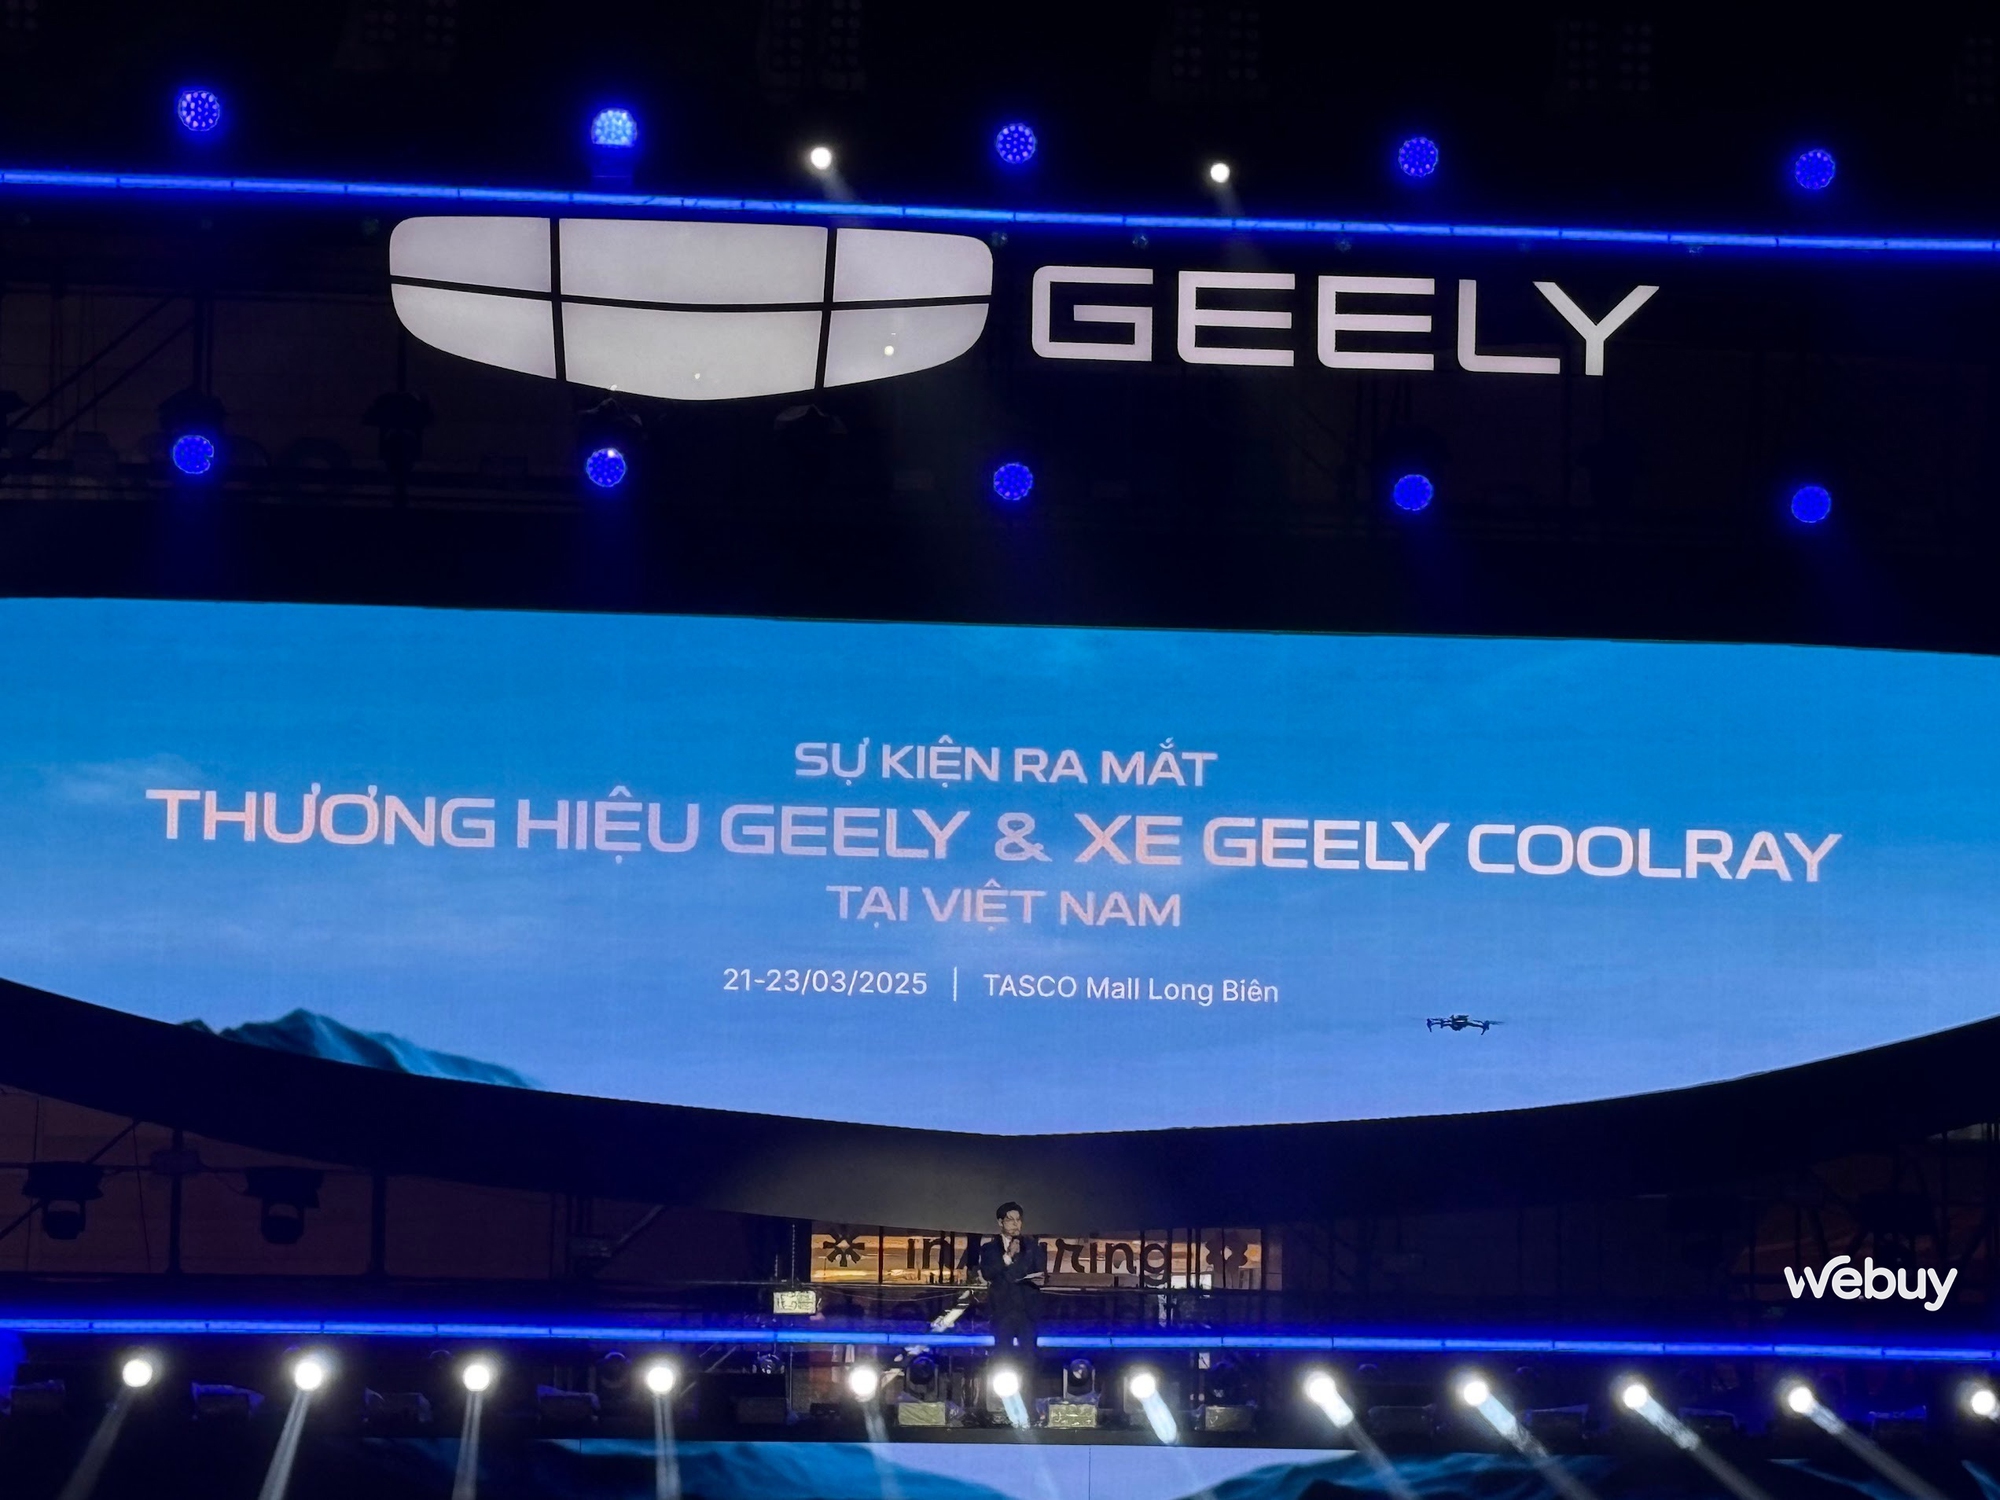 GEELY
SỰ KIỆN RA MẮT
THƯƠNG HIỆU GEELY & XE GEELY COOLRAY
TẠI VIỆT NAM
21-23/03/2025 | TASCO Mall Long Biên
webuy